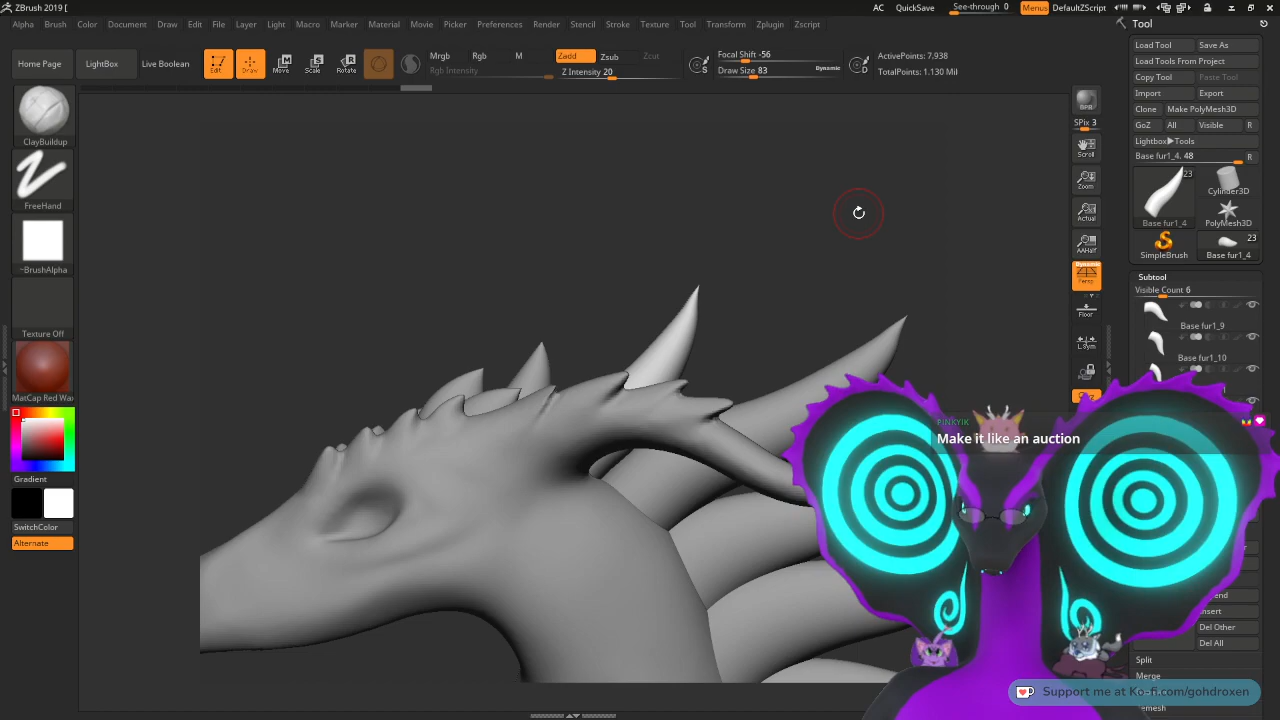 ZBrush 2019 [
AC QuickSave See-through 0 Menus DefaultZScript
Alpha Brush Color Document Draw Edit File Layer Light Macro Marker Material Movie Picker Preferences Render Stencil Stroke Texture Tool Transform Zplugin Zscript
Tool
Home Page LightBox Live Boolean Edit Draw Move Scale Rotate
Mrgb Rgb M Zadd Zsub Zcut
Rgb Intensity Z Intensity 20
Focal Shift -56
Draw Size 83 Dynamic
ActivePoints: 7,938
TotalPoints: 1.130 Mil
Load Tool Save As
Load Tools From Project
Copy Tool Paste Tool
Import Export
Clone Make PolyMesh3D
GoZ All Visible R
Lightbox▶Tools
Base fur1_4. 48 R
23
Cylinder3D
Base fur1_4 PolyMesh3D
23
SimpleBrush Base fur1_4
Subtool
Visible Count 6
Base fur1_9
Base fur1_10
BPR
SPix 3
Scroll
Zoom
Actual
AAHalf
Dynamic
Persp
Floor
L.Sym
ClayBuildup
FreeHand
~BrushAlpha
Texture Off
MatCap Red Wax
Gradient
SwitchColor
Alternate
PINKYIK
Make it like an auction
Del Other
Del All
Split
Merge
Support me at Ko-fi.com/gohdroxen